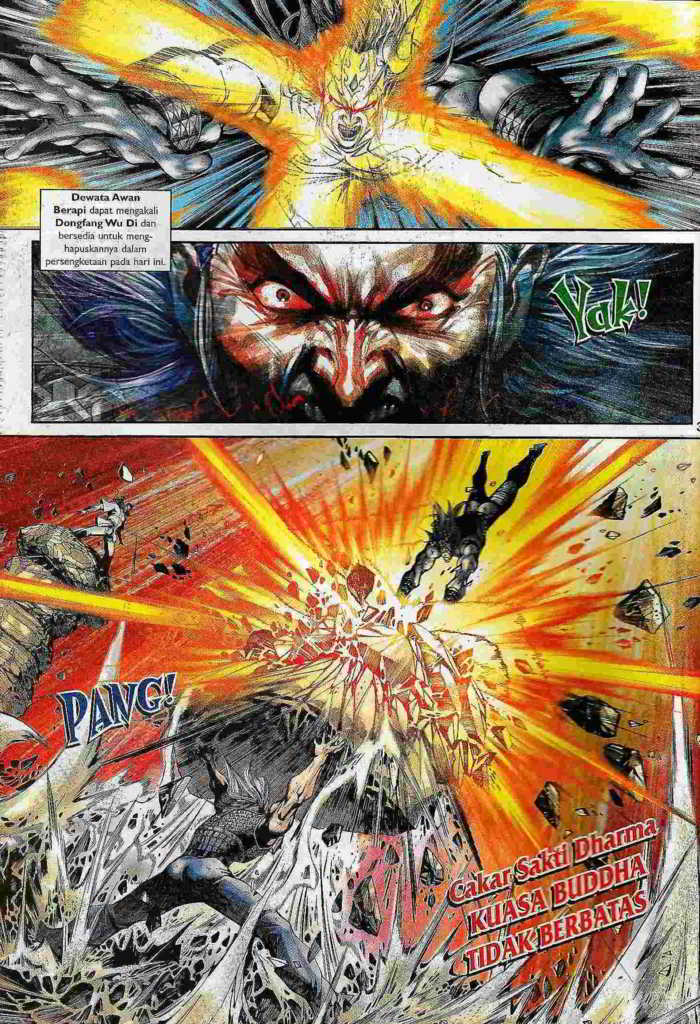 Dewata Awan
Berapi dapat mengakali
Dongfang Wu Di dan
bersedia untuk meng-
hapuskannya dalam
persengketaan pada hari ini.
Yak!
PANG!
Cakar Sakti Dharma
KUASA BUDDHA
TIDAK BERBATAS